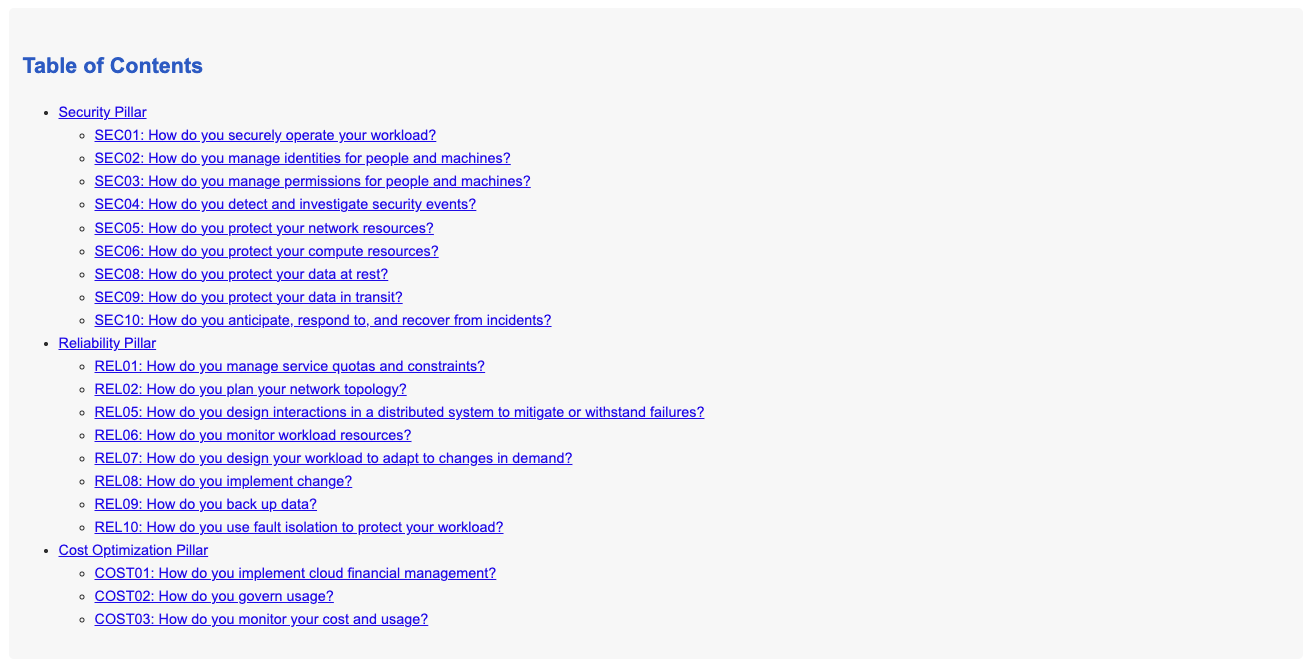 Table of Contents
Security Pillar
SEC01: How do you securely operate your workload?
SEC02: How do you manage identities for people and machines?
SEC03: How do you manage permissions for people and machines?
SEC04: How do you detect and investigate security events?
SEC05: How do you protect your network resources?
SEC06: How do you protect your compute resources?
SEC08: How do you protect your data at rest?
SEC09: How do you protect your data in transit?
SEC10: How do you anticipate, respond to, and recover from incidents?
Reliability Pillar
REL01: How do you manage service quotas and constraints?
REL02: How do you plan your network topology?
REL05: How do you design interactions in a distributed system to mitigate or withstand failures?
REL06: How do you monitor workload resources?
REL07: How do you design your workload to adapt to changes in demand?
REL08: How do you implement change?
REL09: How do you back up data?
REL10: How do you use fault isolation to protect your workload?
Cost Optimization Pillar
COST01: How do you implement cloud financial management?
COST02: How do you govern usage?
COST03: How do you monitor your cost and usage?